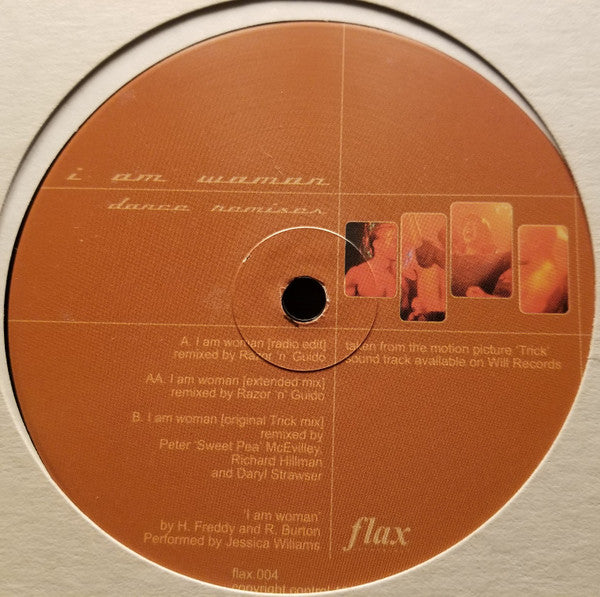 i am woman
dance remixes
A. I am woman [radio edit]
remixed by Razor 'n' Guido
taken from the motion picture 'Trick'
sound track available on Will Records
AA. I am woman [extended mix]
remixed by Razor 'n' Guido
B. I am woman [original Trick mix]
remixed by
Peter 'Sweet Pea' McEvilley,
Richard Hillman
and Daryl Strawser
'I am woman'
by H. Freddy and R. Burton
Performed by Jessica Williams
flax
flax.004
copyright control